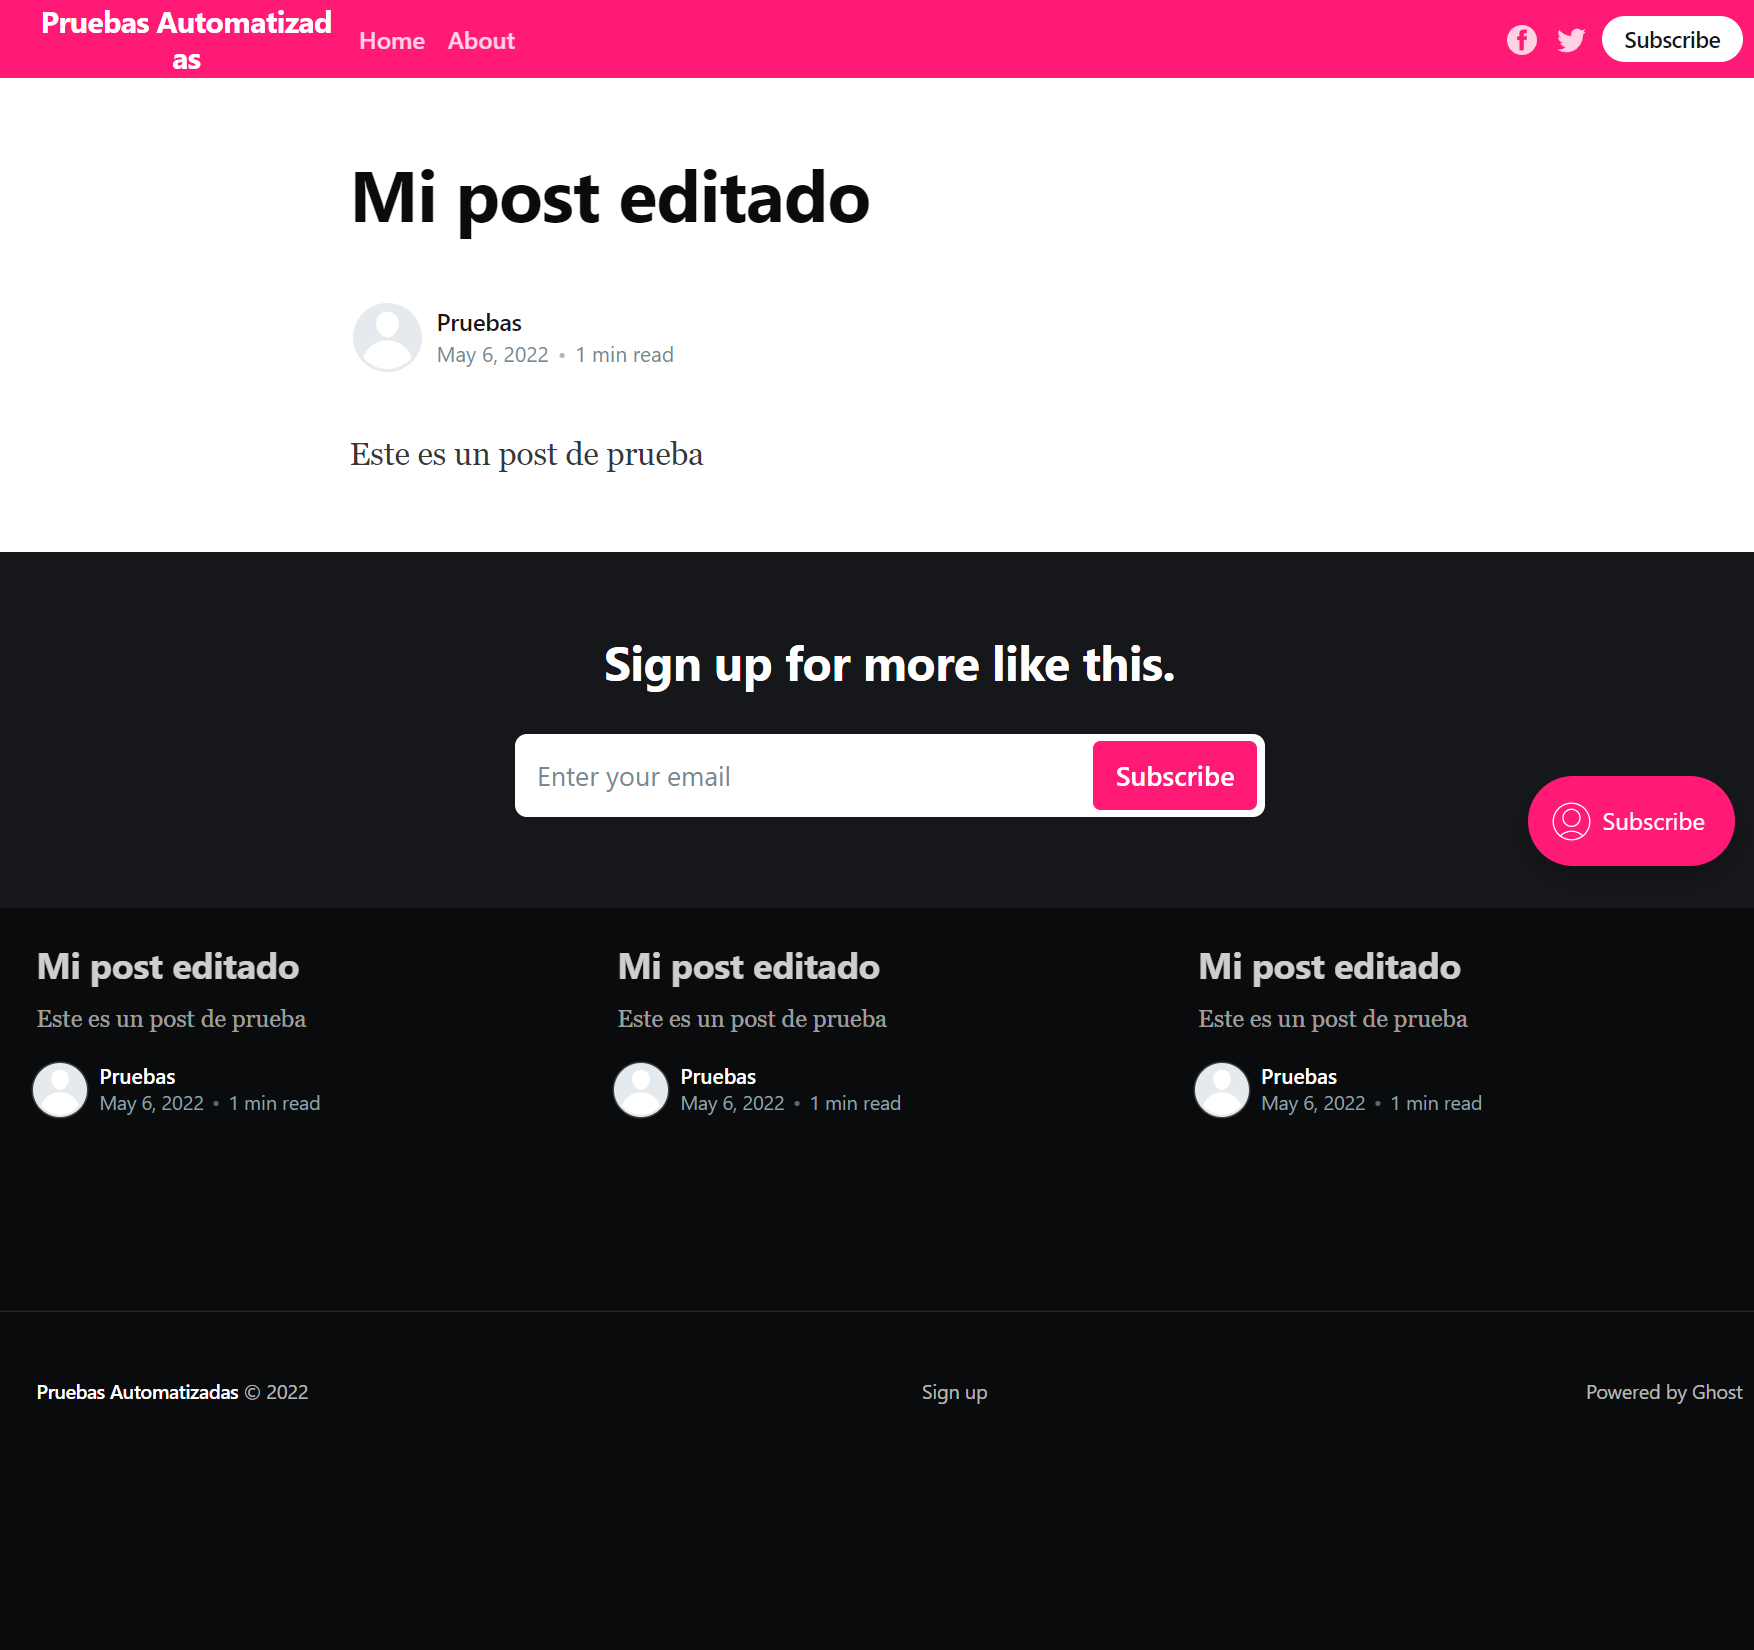 Pruebas Automatizad
as
Home
About
Subscribe
Mi post editado
Pruebas
May 6, 2022 • 1 min read
Este es un post de prueba
Sign up for more like this.
Enter your email
Subscribe
Subscribe
Mi post editado
Este es un post de prueba
Pruebas
May 6, 2022 • 1 min read
Mi post editado
Este es un post de prueba
Pruebas
May 6, 2022 • 1 min read
Mi post editado
Este es un post de prueba
Pruebas
May 6, 2022 • 1 min read
Pruebas Automatizadas © 2022
Sign up
Powered by Ghost